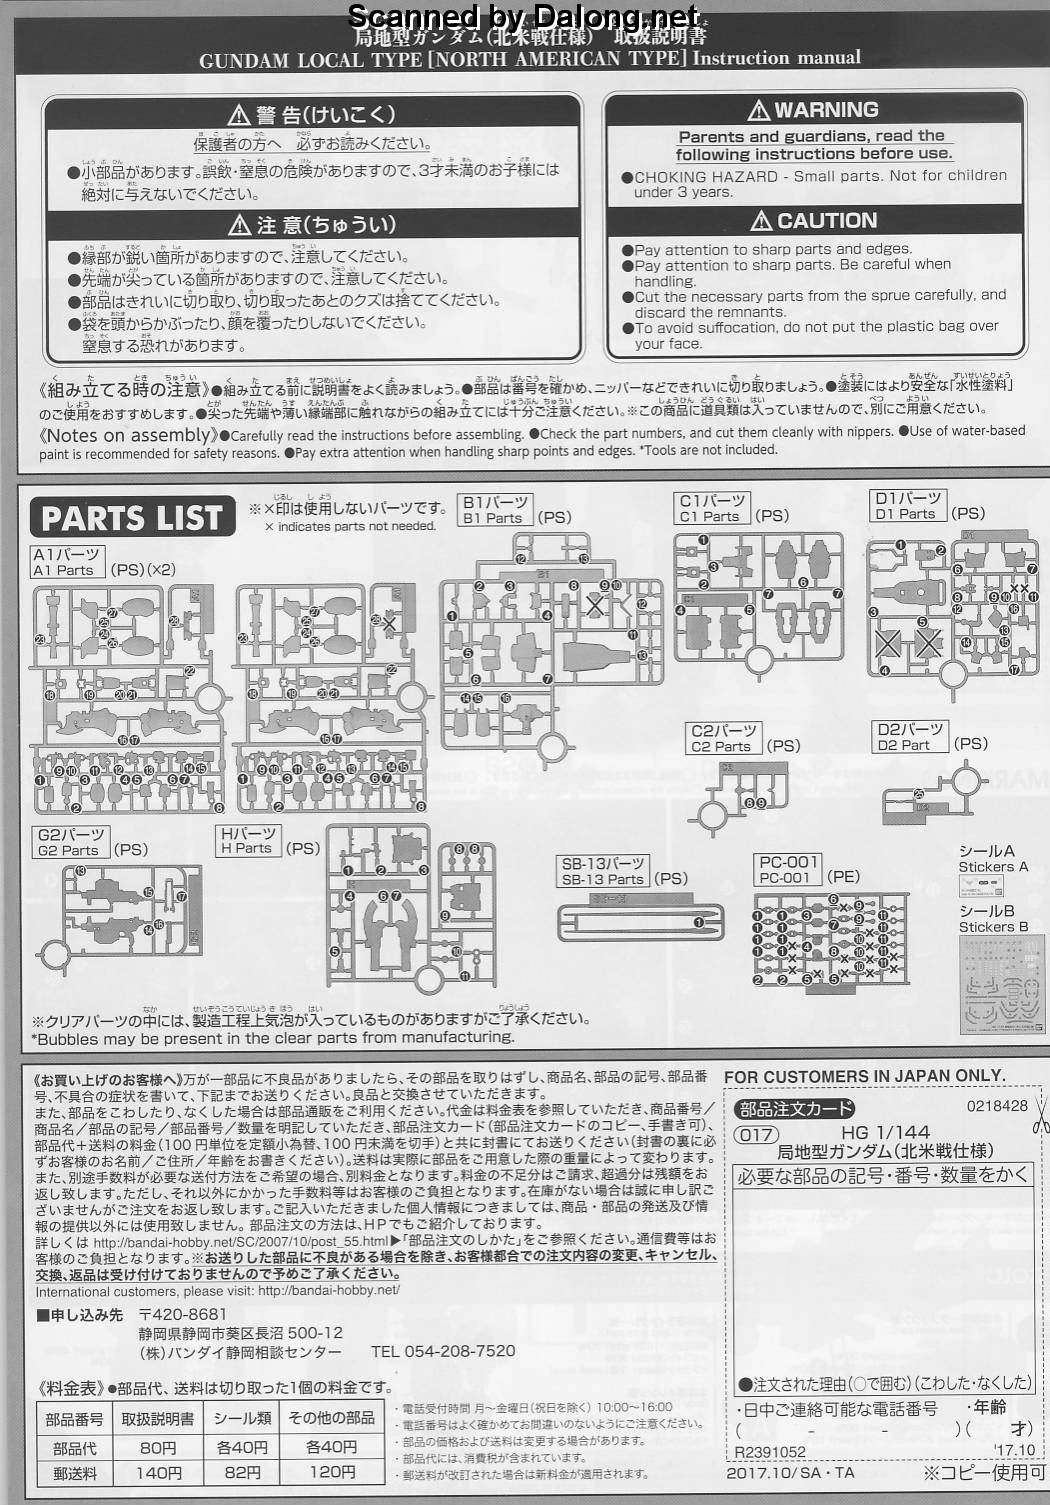 Scanned by Dalong.net
局地型ガンダム(北米戦仕様) 取扱説明書
GUNDAM LOCAL TYPE [NORTH AMERICAN TYPE] Instruction manual
⚠ 警 告(けいこく)
保護者の方へ 必ずお読みください。
●小部品があります。誤飲・窒息の危険がありますので、3才未満のお子様には
絶対に与えないでください。
⚠ 注 意(ちゅうい)
●縁部が鋭い箇所がありますので、注意してください。
●先端が尖っている箇所がありますので、注意してください。
●部品はきれいに切り取り、切り取ったあとのクズは捨ててください。
●袋を頭からかぶったり、顔を覆ったりしないでください。
窒息する恐れがあります。
⚠ WARNING
Parents and guardians, read the
following instructions before use.
●CHOKING HAZARD - Small parts. Not for children
under 3 years.
⚠ CAUTION
●Pay attention to sharp parts and edges.
●Pay attention to sharp parts. Be careful when
handling.
●Cut the necessary parts from the sprue carefully, and
discard the remnants.
●To avoid suffocation, do not put the plastic bag over
your face.
《組み立てる時の注意》●組み立てる前に説明書をよく読みましょう。●部品は番号を確かめ、ニッパーなどできれいに切り取りましょう。●塗装にはより安全な「水性塗料」
のご使用をおすすめします。●尖った先端や薄い縁端部に触れながらの組み立てには十分ご注意ください。※この商品に道具類は入っていませんので、別にご用意ください。
《Notes on assembly》●Carefully read the instructions before assembling. ●Check the part numbers, and cut them cleanly with nippers. ●Use of water-based
paint is recommended for safety reasons. ●Pay extra attention when handling sharp points and edges. *Tools are not included.
PARTS LIST
※×印は使用しないパーツです。
× indicates parts not needed.
A1パーツ
A1 Parts (PS)(×2)
B1パーツ
B1 Parts (PS)
C1パーツ
C1 Parts (PS)
D1パーツ
D1 Parts (PS)
C2パーツ
C2 Parts (PS)
D2パーツ
D2 Part (PS)
G2パーツ
G2 Parts (PS)
Hパーツ
H Parts (PS)
SB-13パーツ
SB-13 Parts (PS)
PC-001
PC-001 (PE)
シールA
Stickers A
シールB
Stickers B
※クリアパーツの中には、製造工程上気泡が入っているものがありますがご了承ください。
*Bubbles may be present in the clear parts from manufacturing.
《お買い上げのお客様へ》万が一部品に不良品がありましたら、その部品を取りはずし、商品名、部品の記号、部品番
号、不具合の症状を書いて、下記までお送りください。良品と交換させていただきます。
また、部品をこわしたり、なくした場合は部品通販をご利用ください。代金は料金表を参照していただき、商品番号／
商品名／部品の記号／部品番号／数量を明記していただき、部品注文カード(部品注文カードのコピー、手書き可)、
部品代＋送料の料金(100円単位を定額小為替、100円未満を切手)と共に封書にてお送りください(封書の裏に必
ずお客様のお名前／ご住所／年齢をお書きください)。送料は実際に部品をご用意した際の重量によって変わります。
また、別途手数料が必要な送付方法をご希望の場合、別料金となります。料金の不足分はご請求、超過分は残額をお
返し致します。ただし、それ以外にかかった手数料等はお客様のご負担となります。在庫がない場合は誠に申し訳ご
ざいませんがご注文をお返し致します。ご記入いただきました個人情報につきましては、商品・部品の発送及び情
報の提供以外には使用致しません。 部品注文の方法は、HPでもご紹介しております。
詳しくは http://bandai-hobby.net/SC/2007/10/post_55.html▶「部品注文のしかた」をご参照ください。通信費等はお
客様のご負担となります。※お送りした部品に不良がある場合を除き、お客様都合での注文内容の変更、キャンセル、
交換、返品は受け付けておりませんので予めご了承ください。
International customers, please visit: http://bandai-hobby.net/
■申し込み先 〒420-8681
静岡県静岡市葵区長沼 500-12
(株)バンダイ静岡相談センター TEL 054-208-7520
《料金表》●部品代、送料は切り取った1個の料金です。
部品番号 取扱説明書 シール類 その他の部品
部品代 80円 各40円 各40円
郵送料 140円 82円 120円
・電話受付時間 月～金曜日(祝日を除く) 10:00～16:00
・電話番号はよく確かめてお間違いのないようにご注意ください。
・部品の価格および送料は変更する場合があります。
・部品代には、消費税が含まれています。
・郵送料が改訂された場合は新料金が適用されます。
FOR CUSTOMERS IN JAPAN ONLY.
部品注文カード 0218428
017 HG 1/144
局地型ガンダム(北米戦仕様)
必要な部品の記号・番号・数量をかく
●注文された理由(○で囲む)(こわした・なくした)
・日中ご連絡可能な電話番号 ・年齢
( - - )( 才)
R2391052 '17.10
2017.10/SA・TA ※コピー使用可